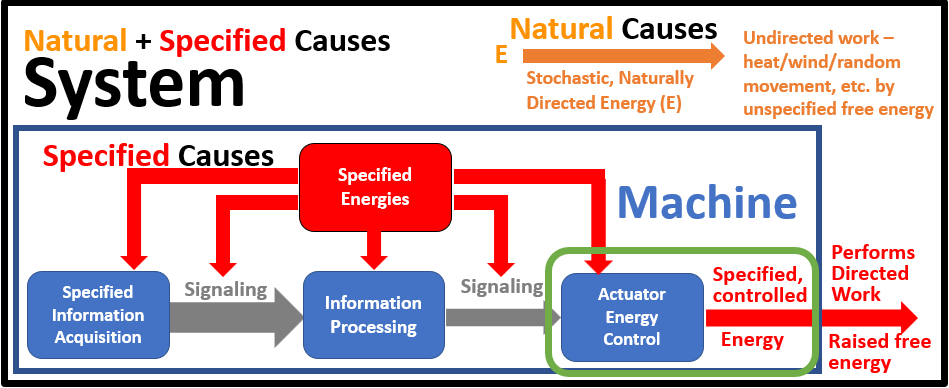 Natural + Specified Causes
System
Natural Causes
E
Stochastic, Naturally
Directed Energy (E)
Undirected work –
heat/wind/random
movement, etc. by
unspecified free energy
Specified Causes
Specified
Energies
Machine
Specified
Information
Acquisition
Signaling
Information
Processing
Signaling
Actuator
Energy
Control
Specified,
controlled
Energy
Performs
Directed
Work
Raised free
energy